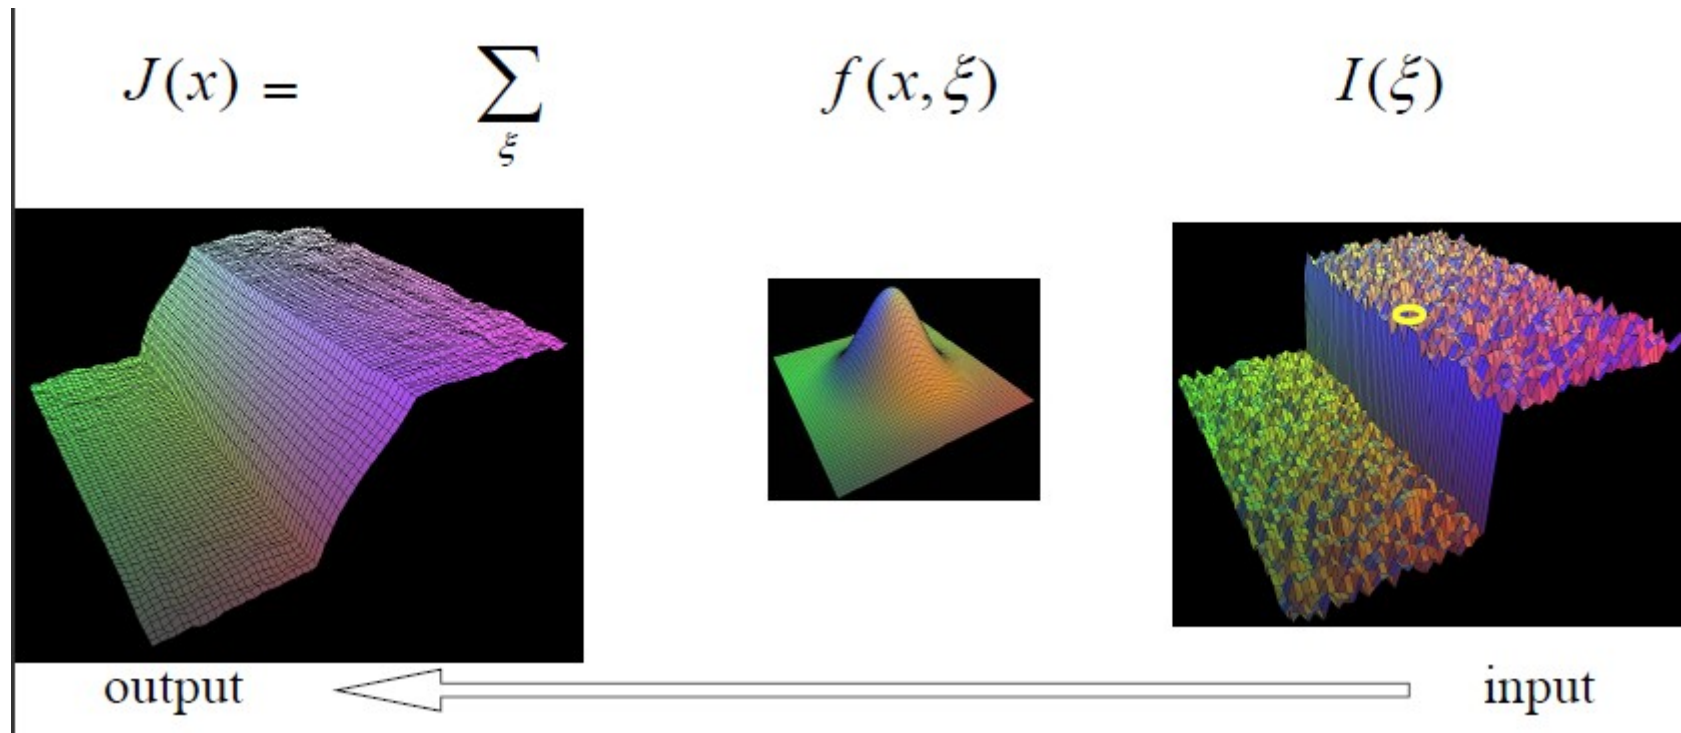 J(x) = ∑ f(x, ξ) I(ξ)
ξ
output input